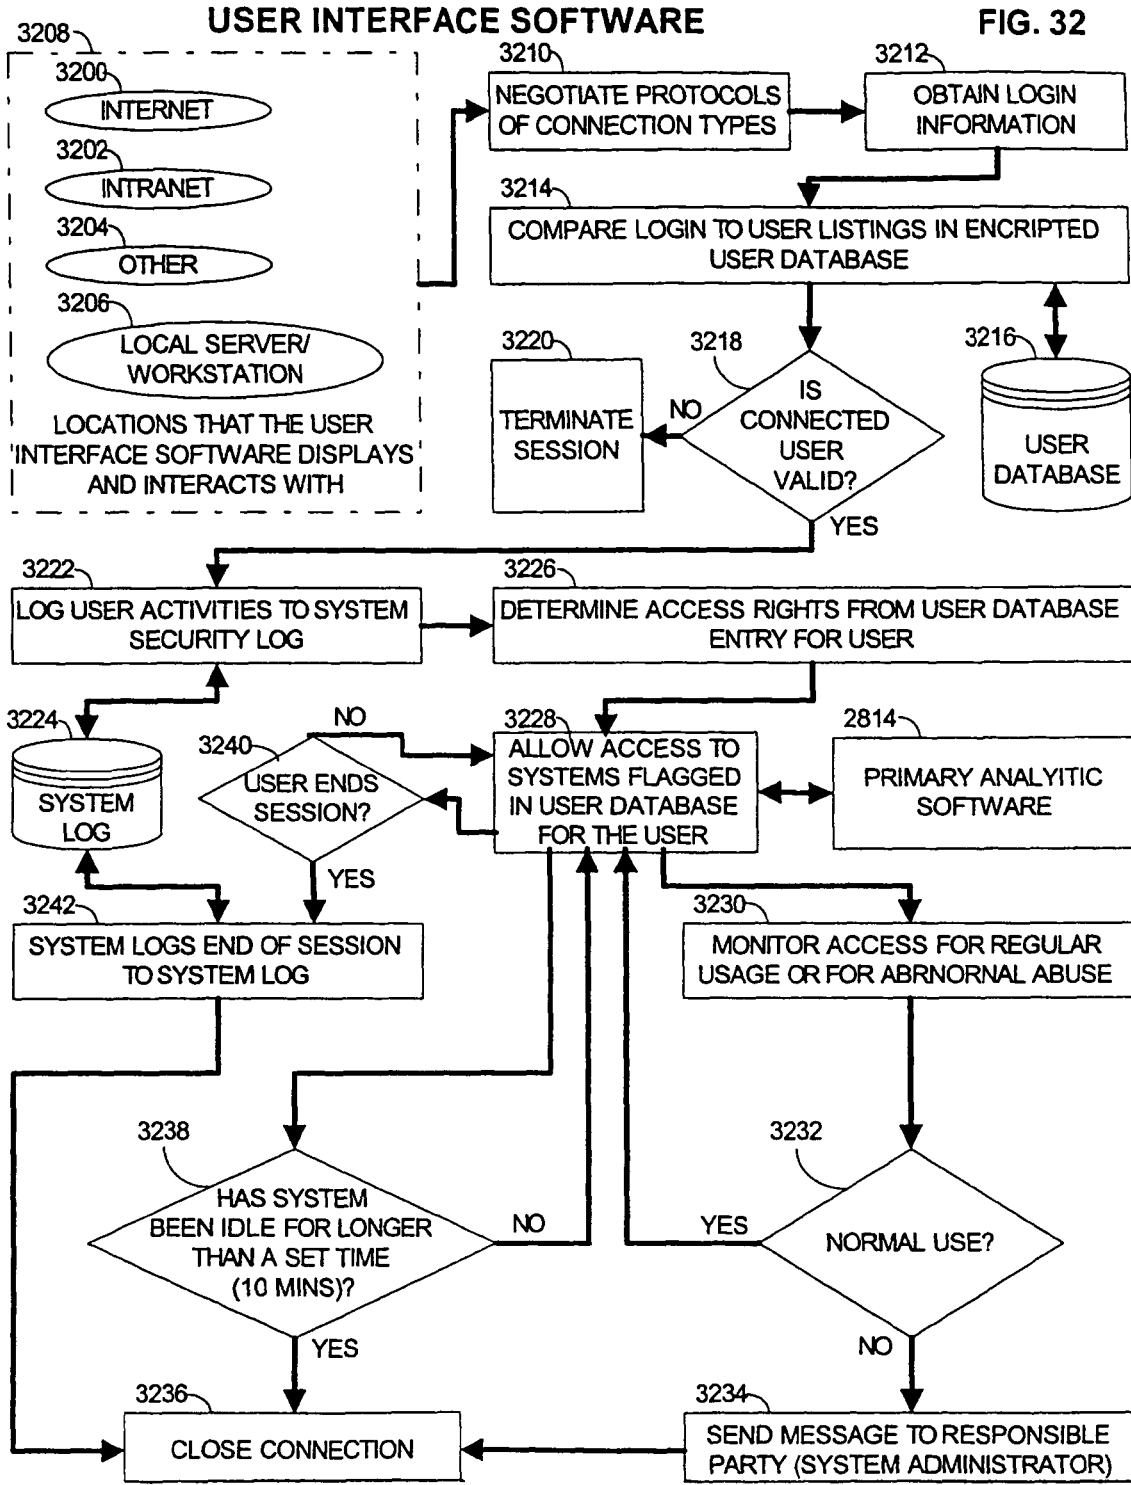 USER INTERFACE SOFTWARE
FIG. 32
3208
3200
INTERNET
3202
INTRANET
3204
OTHER
3206
LOCAL SERVER/
WORKSTATION
LOCATIONS THAT THE USER
INTERFACE SOFTWARE DISPLAYS
AND INTERACTS WITH
3210
NEGOTIATE PROTOCOLS
OF CONNECTION TYPES
3212
OBTAIN LOGIN
INFORMATION
3214
COMPARE LOGIN TO USER LISTINGS IN ENCRIPTED
USER DATABASE
3220
TERMINATE
SESSION
NO
3218
IS
CONNECTED
USER
VALID?
YES
3216
USER
DATABASE
3222
LOG USER ACTIVITIES TO SYSTEM
SECURITY LOG
3226
DETERMINE ACCESS RIGHTS FROM USER DATABASE
ENTRY FOR USER
3224
SYSTEM
LOG
NO
3240
USER ENDS
SESSION?
YES
3228
ALLOW ACCESS TO
SYSTEMS FLAGGED
IN USER DATABASE
FOR THE USER
2814
PRIMARY ANALYITIC
SOFTWARE
3242
SYSTEM LOGS END OF SESSION
TO SYSTEM LOG
3230
MONITOR ACCESS FOR REGULAR
USAGE OR FOR ABRNORNAL ABUSE
3238
HAS SYSTEM
BEEN IDLE FOR LONGER
THAN A SET TIME
(10 MINS)?
NO
YES
3232
YES
NORMAL USE?
NO
3236
CLOSE CONNECTION
3234
SEND MESSAGE TO RESPONSIBLE
PARTY (SYSTEM ADMINISTRATOR)